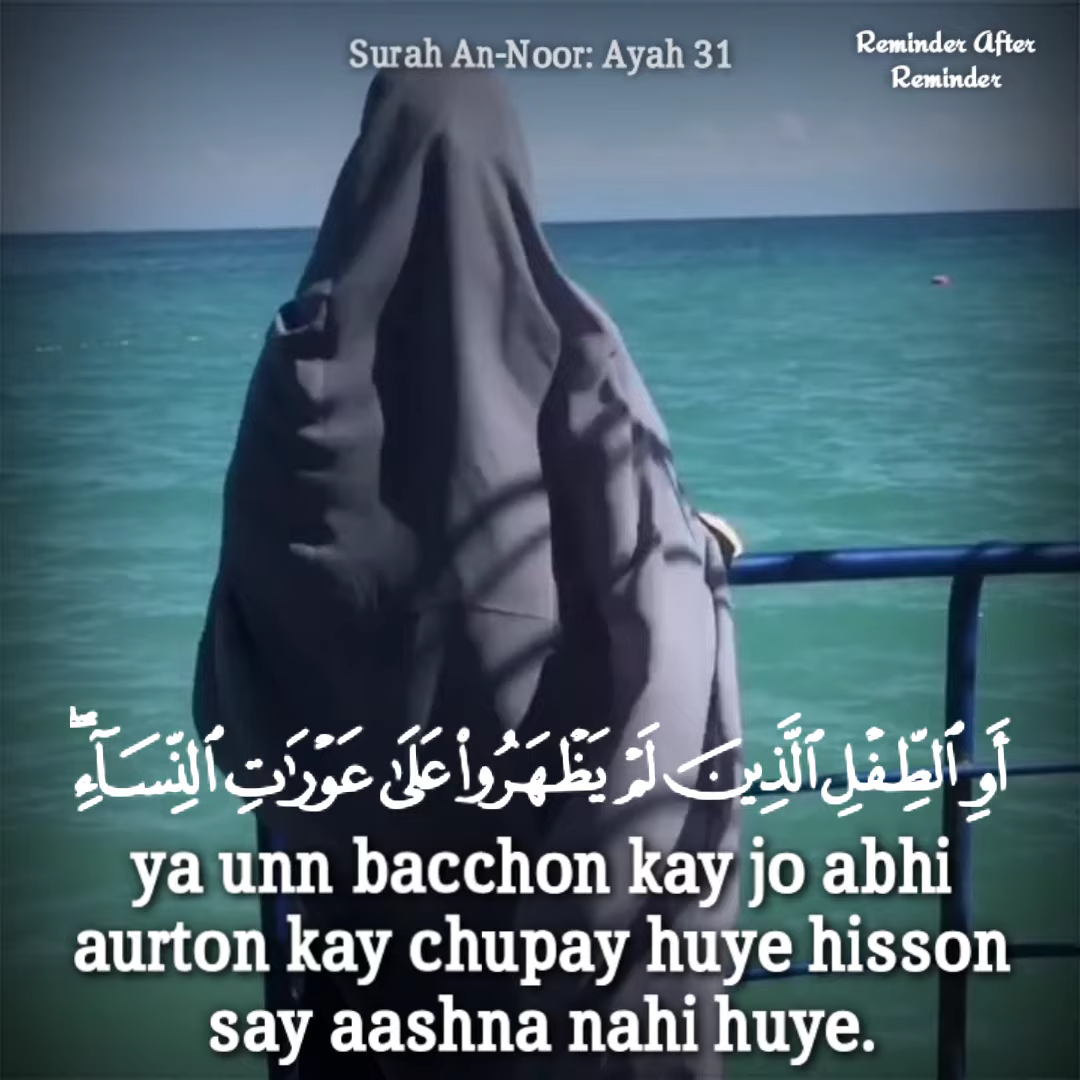 Surah An-Noor: Ayah 31
Reminder After
Reminder
أَوِ ٱلطِّفْلِ ٱلَّذِينَ لَمْ يَظْهَرُوا۟ عَلَىٰ عَوْرَٰتِ ٱلنِّسَآءِ ۖ
ya unn bacchon kay jo abhi
aurton kay chupay huye hisson
say aashna nahi huye.